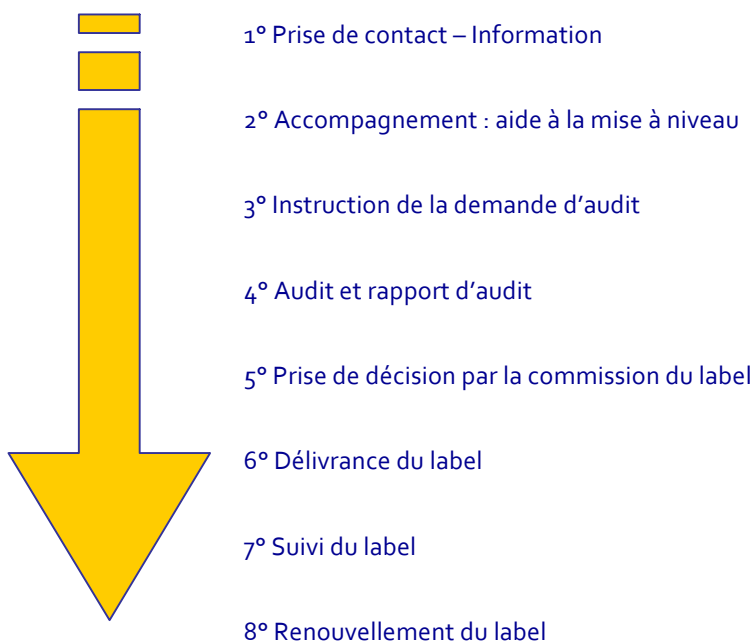 1° Prise de contact – Information
2° Accompagnement : aide à la mise à niveau
3° Instruction de la demande d’audit
4° Audit et rapport d’audit
5° Prise de décision par la commission du label
6° Délivrance du label
7° Suivi du label
8° Renouvellement du label